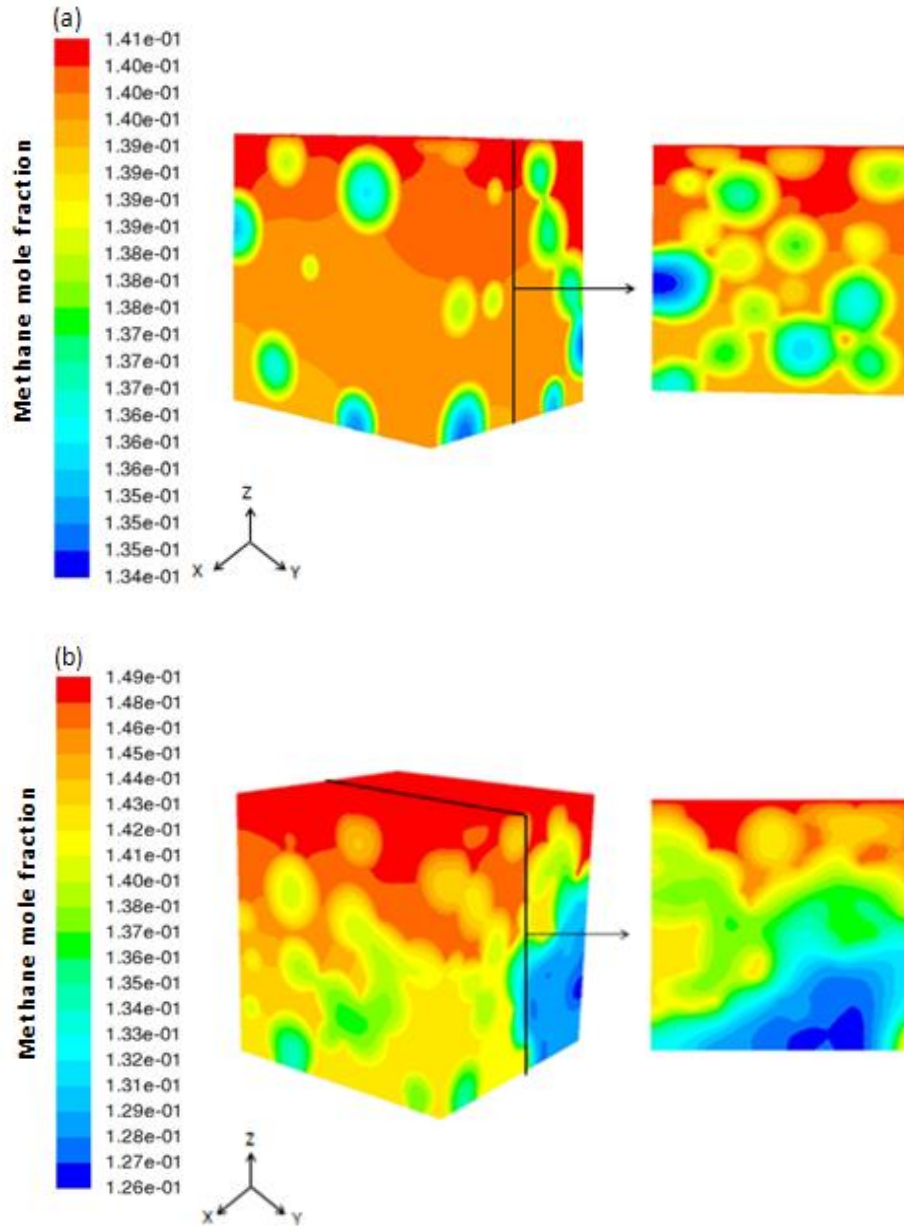 (a)
Methane mole fraction
1.41e-01
1.40e-01
1.40e-01
1.40e-01
1.39e-01
1.39e-01
1.39e-01
1.39e-01
1.38e-01
1.38e-01
1.38e-01
1.37e-01
1.37e-01
1.37e-01
1.36e-01
1.36e-01
1.36e-01
1.35e-01
1.35e-01
1.35e-01
1.34e-01
Z
X
Y
(b)
Methane mole fraction
1.49e-01
1.48e-01
1.46e-01
1.45e-01
1.44e-01
1.43e-01
1.42e-01
1.41e-01
1.40e-01
1.38e-01
1.37e-01
1.36e-01
1.34e-01
1.33e-01
1.32e-01
1.31e-01
1.29e-01
1.28e-01
1.27e-01
1.26e-01
Z
X
Y